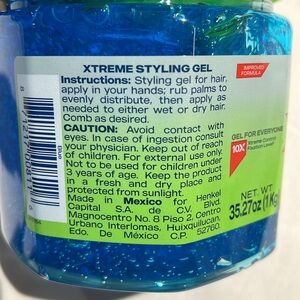 XTREME STYLING GEL
Instructions: Styling gel for hair,
apply in your hands; rub palms to
evenly distribute, then apply as
needed to either wet or dry hair.
Comb as desired.
CAUTION: Avoid contact with
eyes. In case of ingestion consult
your physician. Keep out of reach
of children. For external use only.
Not to be used for children under
3 years of age. Keep the product
in a fresh and dry place and
protected from sunlight.
Made in Mexico for Henkel
Capital S.A. de C.V. Blvd.
Magnocentro No. 8 Piso 2, Centro
Urbano Interlomas, Huixquilucan,
Edo. De México C.P. 52760.
IMPROVED
FORMULA
GEL FOR EVERYONE
10X
NET. WT.
35.27oz (1Kg)